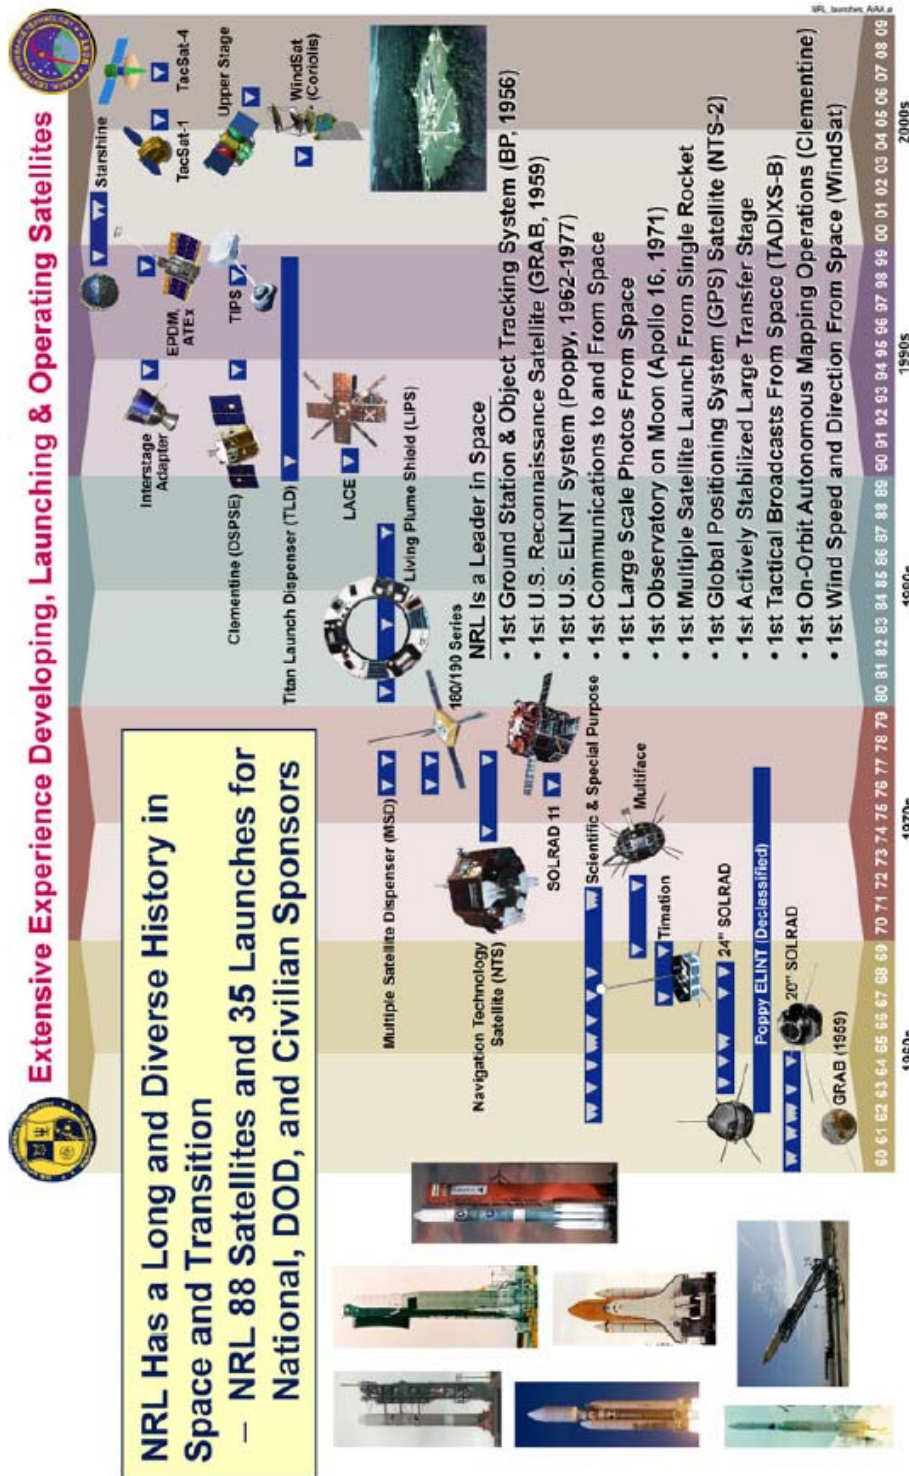 NRL_launches_AIAA.ai
Extensive Experience Developing, Launching & Operating Satellites
NRL Has a Long and Diverse History in
Space and Transition
– NRL 88 Satellites and 35 Launches for
National, DOD, and Civilian Sponsors
Starshine
TacSat-4
TacSat-1
Upper Stage
WindSat
(Coriolis)
EPDM,
ATEx
TIPS
Interstage
Adapter
Clementine (DSPSE)
Titan Launch Dispenser (TLD)
LACE
Living Plume Shield (LIPS)
180/190 Series
Multiple Satellite Dispenser (MSD)
Navigation Technology
Satellite (NTS)
SOLRAD 11
Scientific & Special Purpose
Multiface
Timation
24" SOLRAD
Poppy ELINT (Declassified)
20" SOLRAD
GRAB (1959)
NRL Is a Leader in Space
• 1st Ground Station & Object Tracking System (BP, 1956)
• 1st U.S. Reconnaissance Satellite (GRAB, 1959)
• 1st U.S. ELINT System (Poppy, 1962-1977)
• 1st Communications to and From Space
• 1st Large Scale Photos From Space
• 1st Observatory on Moon (Apollo 16, 1971)
• 1st Multiple Satellite Launch From Single Rocket
• 1st Global Positioning System (GPS) Satellite (NTS-2)
• 1st Actively Stabilized Large Transfer Stage
• 1st Tactical Broadcasts From Space (TADIXS-B)
• 1st On-Orbit Autonomous Mapping Operations (Clementine)
• 1st Wind Speed and Direction From Space (WindSat)
60 61 62 63 64 65 66 67 68 69 70 71 72 73 74 75 76 77 78 79 80 81 82 83 84 85 86 87 88 89 90 91 92 93 94 95 96 97 98 99 00 01 02 03 04 05 06 07 08 09
1960s 1970s 1980s 1990s 2000s